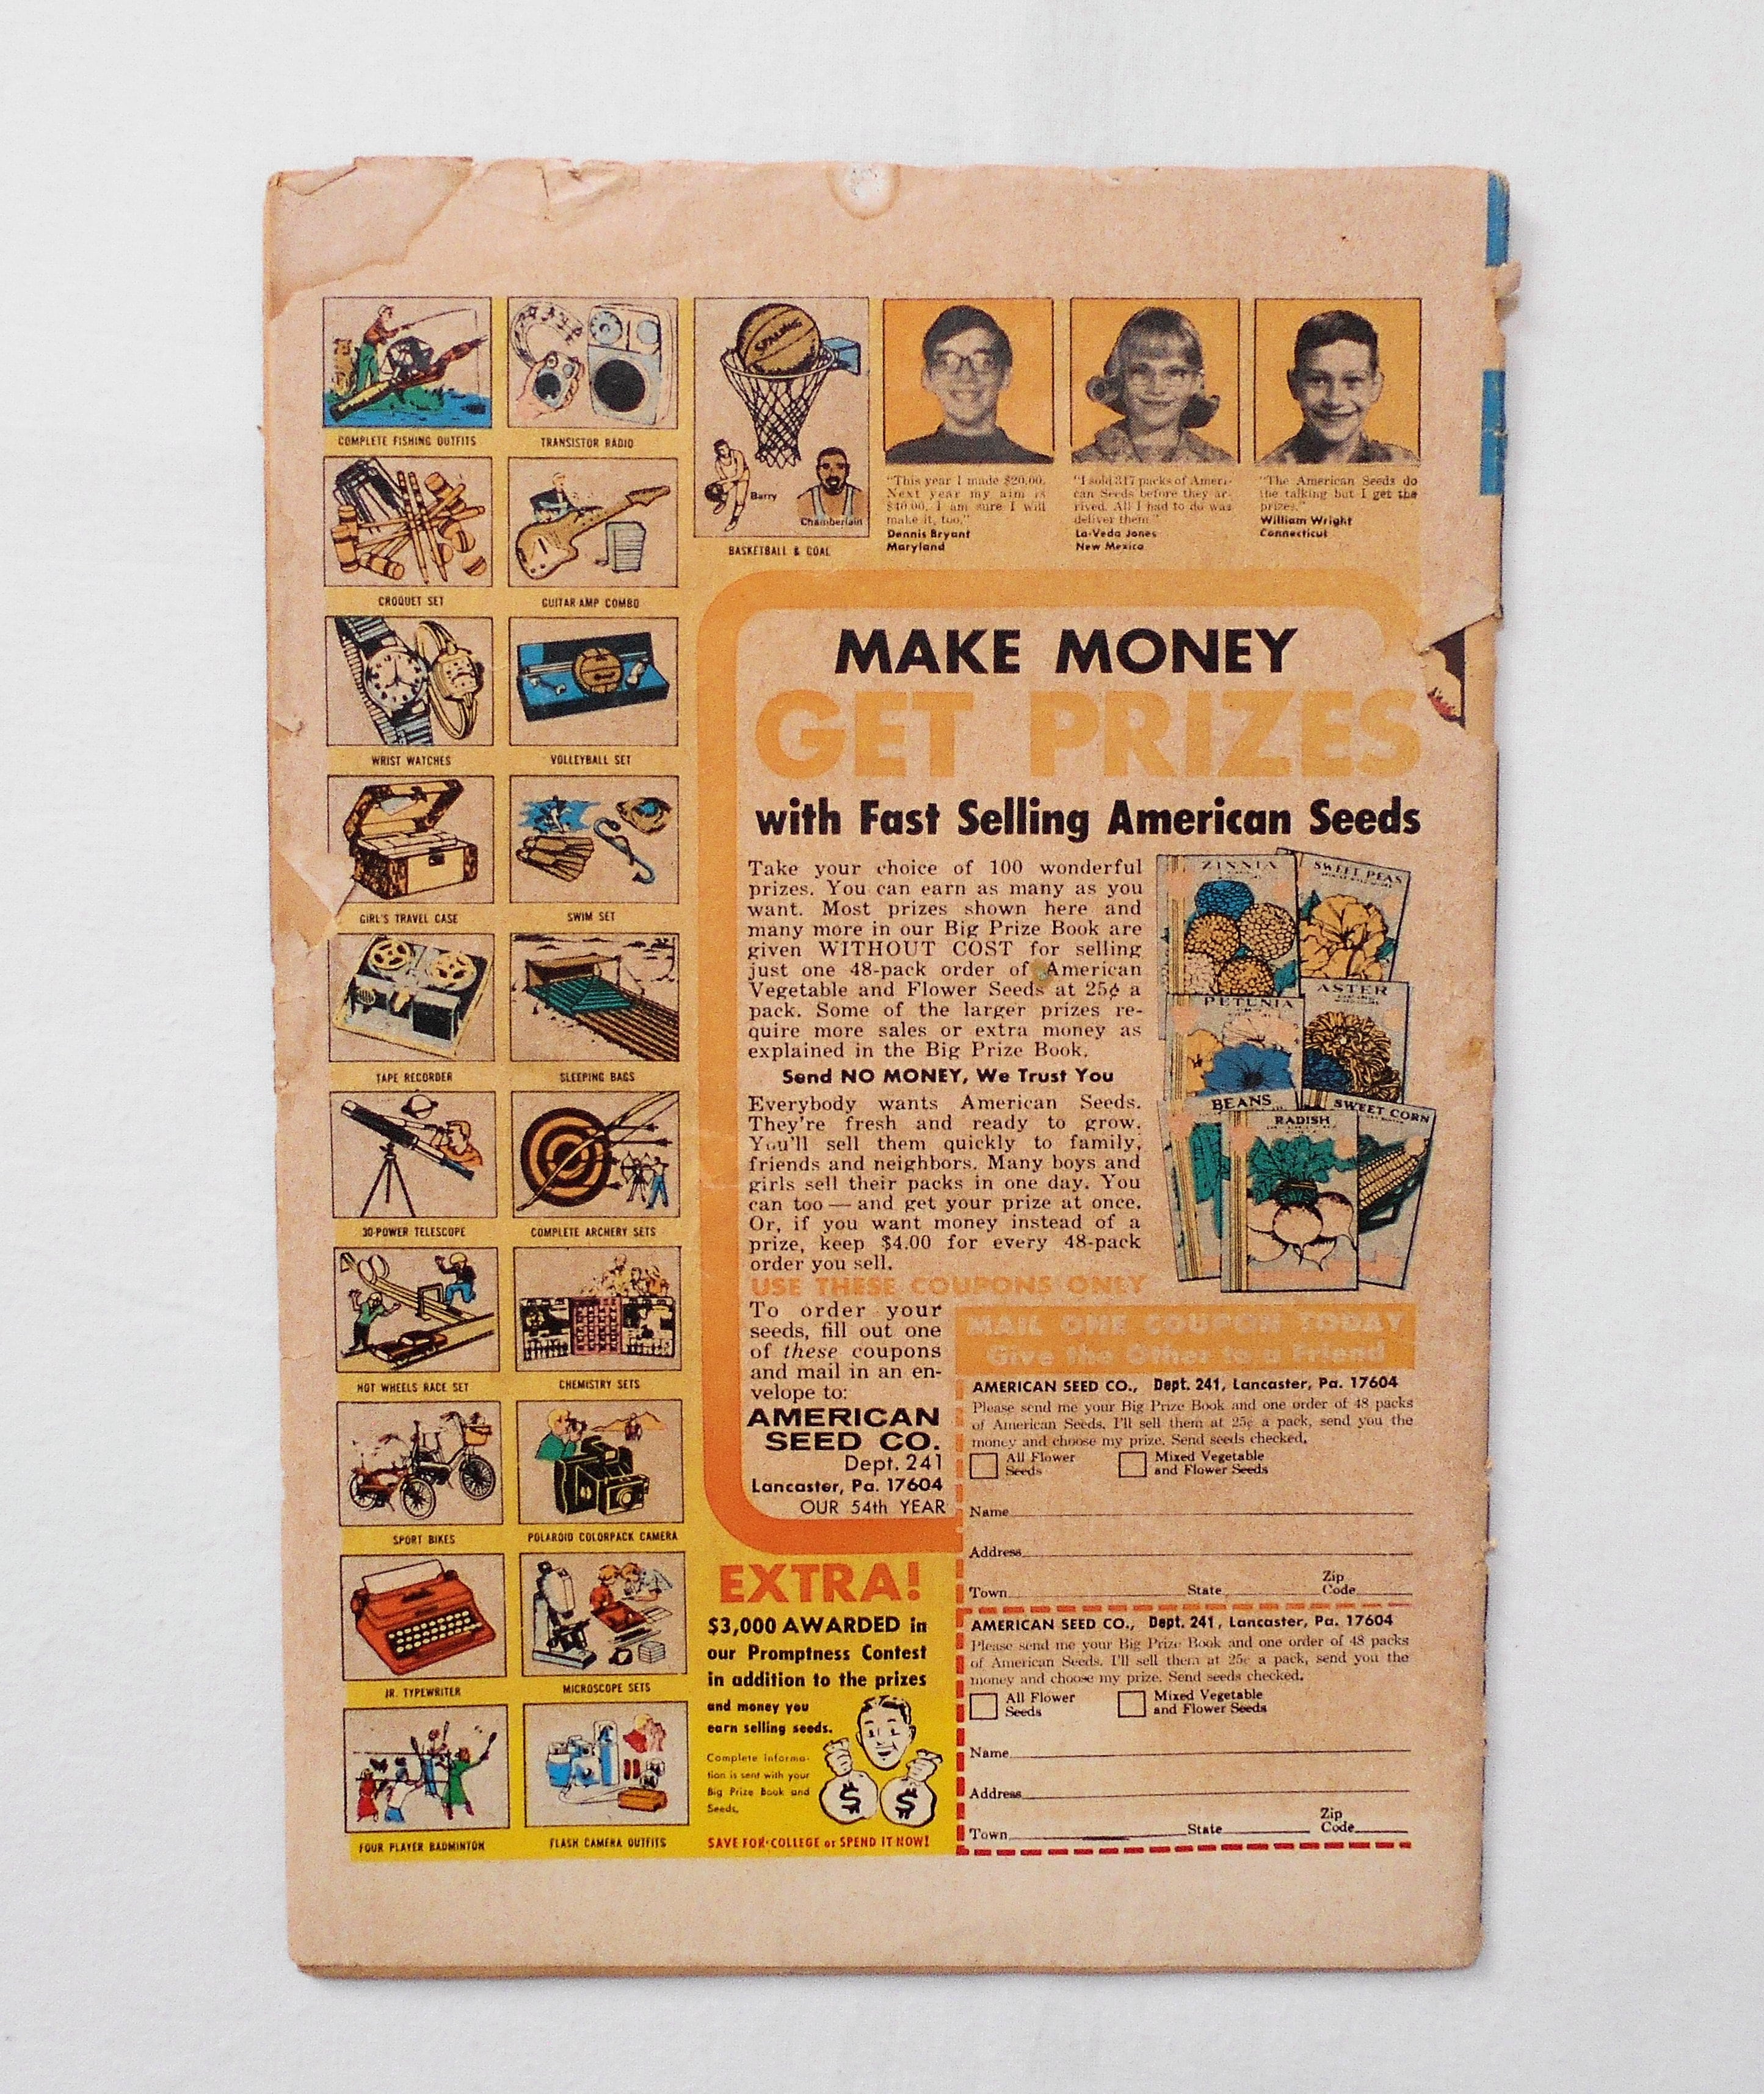 COMPLETE FISHING OUTFITS
TRANSISTOR RADIO
CROQUET SET
GUITAR-AMP COMBO
WRIST WATCHES
VOLLEYBALL SET
GIRL'S TRAVEL CASE
SWIM SET
TAPE RECORDER
SLEEPING BAGS
30-POWER TELESCOPE
COMPLETE ARCHERY SETS
HOT WHEELS RACE SET
CHEMISTRY SETS
SPORT BIKES
POLAROID COLORPACK CAMERA
JR. TYPEWRITER
MICROSCOPE SETS
FOUR PLAYER BADMINTON
FLASH CAMERA OUTFITS
SPALDING
Barry
Chamberlain
BASKETBALL & GOAL
"This year I made $20.00.
Next year my aim is
$40.00. I am sure I will
make it, too."
Dennis Bryant
Maryland
"I sold 317 packs of Ameri-
can Seeds before they ar-
rived. All I had to do was
deliver them"
La-Veda Jones
New Mexico
"The American Seeds do
the talking but I get the
prizes."
William Wright
Connecticut
MAKE MONEY
GET PRIZES
with Fast Selling American Seeds
Take your choice of 100 wonderful
prizes. You can earn as many as you
want. Most prizes shown here and
many more in our Big Prize Book are
given WITHOUT COST for selling
just one 48-pack order of American
Vegetable and Flower Seeds at 25¢ a
pack. Some of the larger prizes re-
quire more sales or extra money as
explained in the Big Prize Book.
Send NO MONEY, We Trust You
Everybody wants American Seeds.
They're fresh and ready to grow.
You'll sell them quickly to family,
friends and neighbors. Many boys and
girls sell their packs in one day. You
can too — and get your prize at once.
Or, if you want money instead of a
prize, keep $4.00 for every 48-pack
order you sell.
ZINNIA
SWEET PEAS
PETUNIA
ASTER
BEANS
RADISH
SWEET CORN
USE THESE COUPONS ONLY
To order your
seeds, fill out one
of these coupons
and mail in an en-
velope to:
AMERICAN
SEED CO.
Dept. 241
Lancaster, Pa. 17604
OUR 54th YEAR
MAIL ONE COUPON TODAY
Give the Other to a Friend
AMERICAN SEED CO., Dept. 241, Lancaster, Pa. 17604
Please send me your Big Prize Book and one order of 48 packs
of American Seeds. I'll sell them at 25¢ a pack, send you the
money and choose my prize. Send seeds checked.
All Flower Seeds
Mixed Vegetable and Flower Seeds
Name
Address
Town State Zip Code
AMERICAN SEED CO., Dept. 241, Lancaster, Pa. 17604
Please send me your Big Prize Book and one order of 48 packs
of American Seeds. I'll sell them at 25¢ a pack, send you the
money and choose my prize. Send seeds checked.
All Flower Seeds
Mixed Vegetable and Flower Seeds
Name
Address
Town State Zip Code
EXTRA!
$3,000 AWARDED in
our Promptness Contest
in addition to the prizes
and money you
earn selling seeds.
Complete informa-
tion is sent with your
Big Prize Book and
Seeds.
$ $
SAVE FOR COLLEGE or SPEND IT NOW!